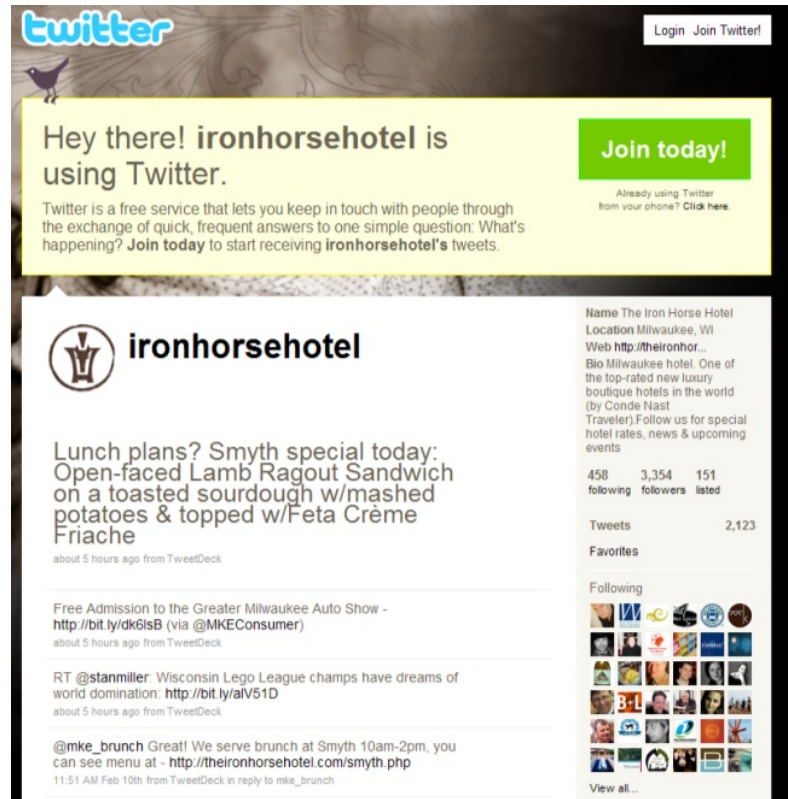 twitter
Login Join Twitter!
Hey there! ironhorsehotel is
using Twitter.
Twitter is a free service that lets you keep in touch with people through
the exchange of quick, frequent answers to one simple question: What's
happening? Join today to start receiving ironhorsehotel's tweets.
Join today!
Already using Twitter
from your phone? Click here.
ironhorsehotel
Lunch plans? Smyth special today:
Open-faced Lamb Ragout Sandwich
on a toasted sourdough w/mashed
potatoes & topped w/Feta Crème
Friache
about 5 hours ago from TweetDeck
Free Admission to the Greater Milwaukee Auto Show -
http://bit.ly/dk6lsB (via @MKEConsumer)
about 5 hours ago from TweetDeck
RT @stanmiller: Wisconsin Lego League champs have dreams of
world domination: http://bit.ly/alV51D
about 5 hours ago from TweetDeck
@mke_brunch Great! We serve brunch at Smyth 10am-2pm, you
can see menu at - http://theironhorsehotel.com/smyth.php
11:51 AM Feb 10th from TweetDeck in reply to mke_brunch
Name The Iron Horse Hotel
Location Milwaukee, WI
Web http://theironhor...
Bio Milwaukee hotel. One of
the top-rated new luxury
boutique hotels in the world
(by Conde Nast
Traveler).Follow us for special
hotel rates, news & upcoming
events
458 3,354 151
following followers listed
Tweets 2,123
Favorites
Following
B+L
View all...